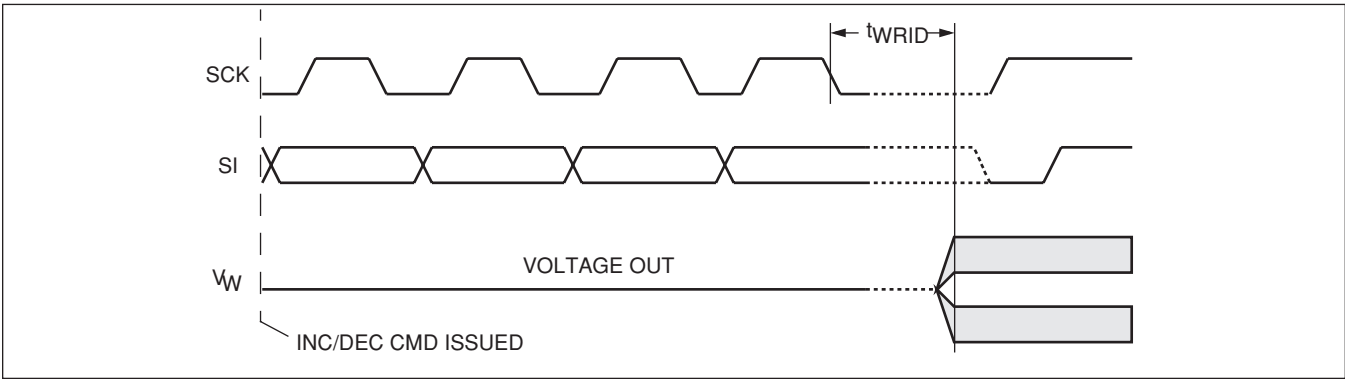 tWRID
SCK
SI
VOLTAGE OUT
VW
INC/DEC CMD ISSUED